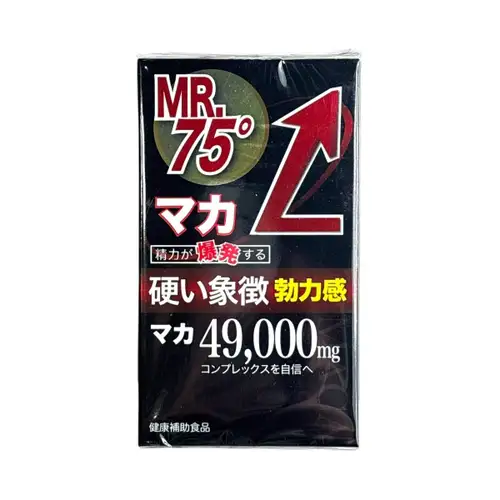 MR.
75°
マカ
精力が爆発する
硬い象徴 勃力感
マカ 49,000mg
コンプレックスを自信へ
健康補助食品